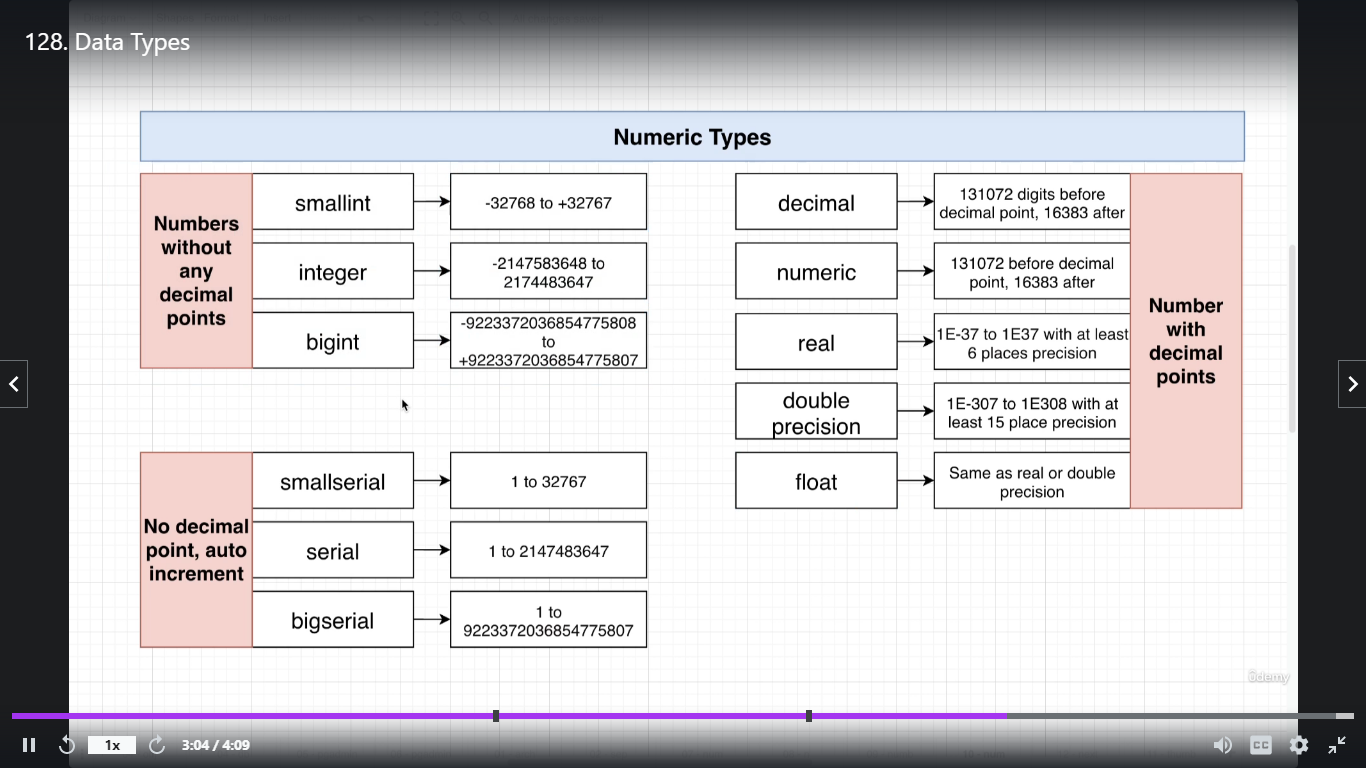 128. Data Types
Numeric Types
Numbers
without
any
decimal
points
smallint
-32768 to +32767
integer
-2147583648 to
2174483647
bigint
-9223372036854775808
to
+9223372036854775807
No decimal
point, auto
increment
smallserial
1 to 32767
serial
1 to 2147483647
bigserial
1 to
9223372036854775807
decimal
131072 digits before
decimal point, 16383 after
numeric
131072 before decimal
point, 16383 after
real
1E-37 to 1E37 with at least
6 places precision
double
precision
1E-307 to 1E308 with at
least 15 place precision
float
Same as real or double
precision
Number
with
decimal
points
ûdemy
1x
3:04 / 4:09
CC